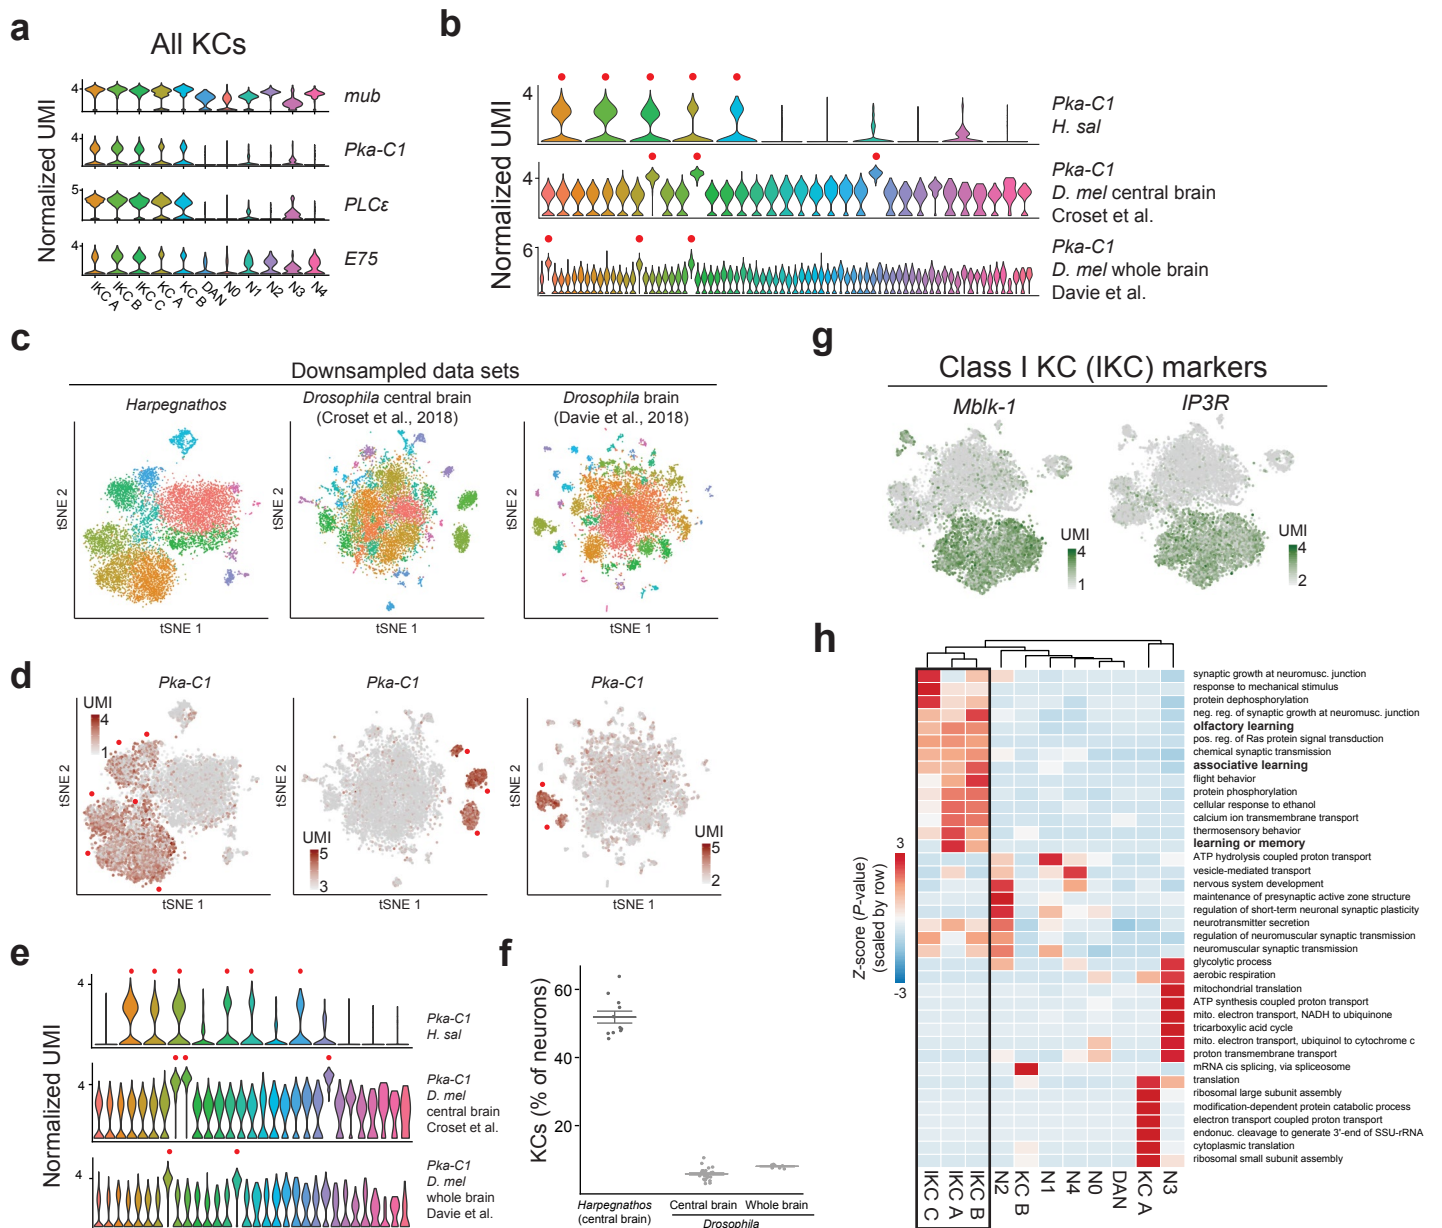 a
All KCs
Normalized UMI
4
mub
4
Pka-C1
5
PLCε
4
E75
IKC A
IKC B
IKC C
KC A
KC B
DAN
N0
N1
N2
N3
N4
b
Normalized UMI
4
Pka-C1
H. sal
4
Pka-C1
D. mel central brain
Croset et al.
6
Pka-C1
D. mel whole brain
Davie et al.
c
Downsampled data sets
Harpegnathos
Drosophila central brain
(Croset et al., 2018)
Drosophila brain
(Davie et al., 2018)
tSNE 2
tSNE 1
tSNE 2
tSNE 1
tSNE 2
tSNE 1
d
Pka-C1
UMI
4
1
tSNE 2
tSNE 1
Pka-C1
UMI
5
3
tSNE 2
tSNE 1
Pka-C1
UMI
5
2
tSNE 2
tSNE 1
e
Normalized UMI
4
Pka-C1
H. sal
4
Pka-C1
D. mel
central brain
Croset et al.
4
Pka-C1
D. mel
whole brain
Davie et al.
f
KCs (% of neurons)
60
40
20
Harpegnathos
(central brain)
Central brain
Whole brain
Drosophila
g
Class I KC (IKC) markers
Mblk-1
UMI
4
1
IP3R
UMI
4
2
h
Z-score (P-value)
(scaled by row)
3
-3
synaptic growth at neuromusc. junction
response to mechanical stimulus
protein dephosphorylation
neg. reg. of synaptic growth at neuromusc. junction
olfactory learning
pos. reg. of Ras protein signal transduction
chemical synaptic transmission
associative learning
flight behavior
protein phosphorylation
cellular response to ethanol
calcium ion transmembrane transport
thermosensory behavior
learning or memory
ATP hydrolysis coupled proton transport
vesicle-mediated transport
nervous system development
maintenance of presynaptic active zone structure
regulation of short-term neuronal synaptic plasticity
neurotransmitter secretion
regulation of neuromuscular synaptic transmission
neuromuscular synaptic transmission
glycolytic process
aerobic respiration
mitochondrial translation
ATP synthesis coupled proton transport
mito. electron transport, NADH to ubiquinone
tricarboxylic acid cycle
mito. electron transport, ubiquinol to cytochrome c
proton transmembrane transport
mRNA cis splicing, via spliceosome
translation
ribosomal large subunit assembly
modification-dependent protein catabolic process
electron transport coupled proton transport
endonuc. cleavage to generate 3'-end of SSU-rRNA
cytoplasmic translation
ribosomal small subunit assembly
IKC C
IKC A
IKC B
N2
KC B
N1
N4
N0
DAN
KC A
N3